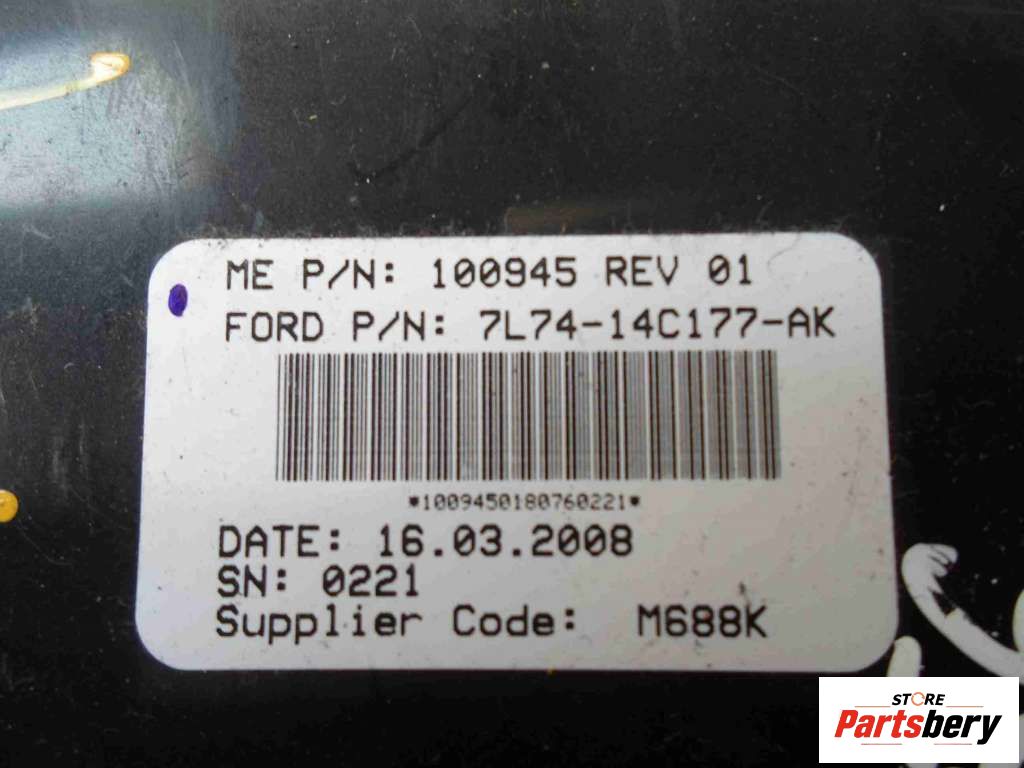 ME P/N: 100945 REV 01
FORD P/N: 7L74-14C177-AK
*1009450180760221*
DATE: 16.03.2008
SN: 0221
Supplier Code: M688K
STORE
Partsbery